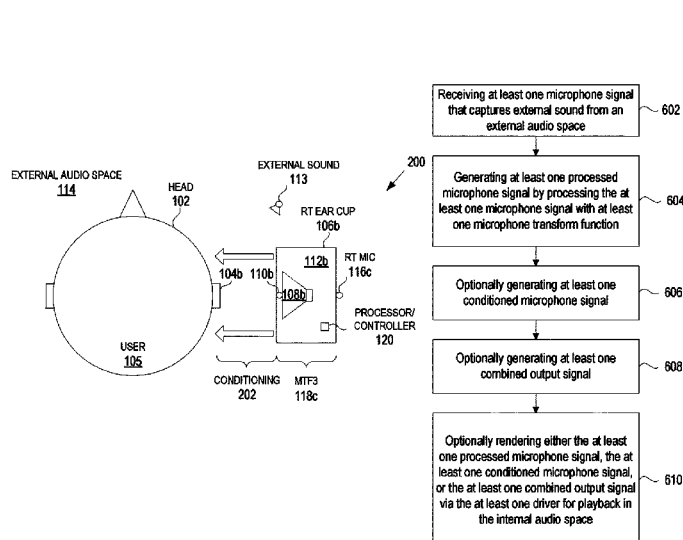 EXTERNAL AUDIO SPACE
114
HEAD
102
EXTERNAL SOUND
113
200
RT EAR CUP
106b
112b
RT MIC
116c
104b
110b
108b
PROCESSOR/
CONTROLLER
120
USER
105
CONDITIONING
202
MTF3
118c
Receiving at least one microphone signal
that captures external sound from an
external audio space
602
Generating at least one processed
microphone signal by processing the at
least one microphone signal with at least
one microphone transform function
604
Optionally generating at least one
conditioned microphone signal
606
Optionally generating at least one
combined output signal
608
Optionally rendering either the at least
one processed microphone signal, the at
least one conditioned microphone signal,
or the at least one combined output signal
via the at least one driver for playback in
the internal audio space
610